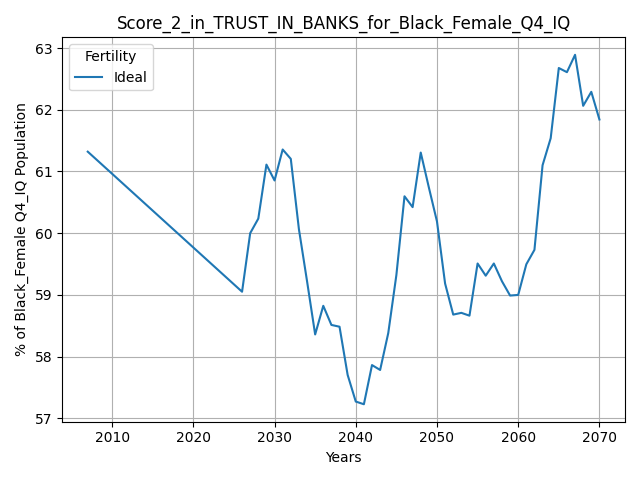 Score_2_in_TRUST_IN_BANKS_for_Black_Female_Q4_IQ
Fertility
Ideal
% of Black_Female Q4_IQ Population
63
62
61
60
59
58
57
2010 2020 2030 2040 2050 2060 2070
Years